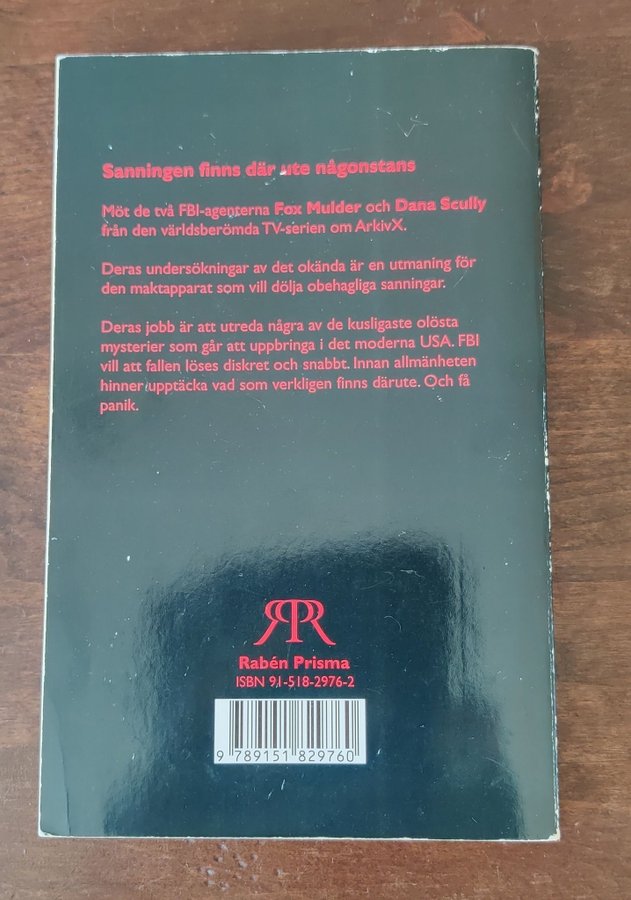 Sanningen finns där ute någonstans
Möt de två FBI-agenterna Fox Mulder och Dana Scully
från den världsberömda TV-serien om ArkivX.
Deras undersökningar av det okända är en utmaning för
den maktapparat som vill dölja obehagliga sanningar.
Deras jobb är att utreda några av de kusligaste olösta
mysterier som går att uppbringa i det moderna USA. FBI
vill att fallen löses diskret och snabbt. Innan allmänheten
hinner upptäcka vad som verkligen finns därute. Och få
panik.
RPR
Rabén Prisma
ISBN 91-518-2976-2
9 789151 829760